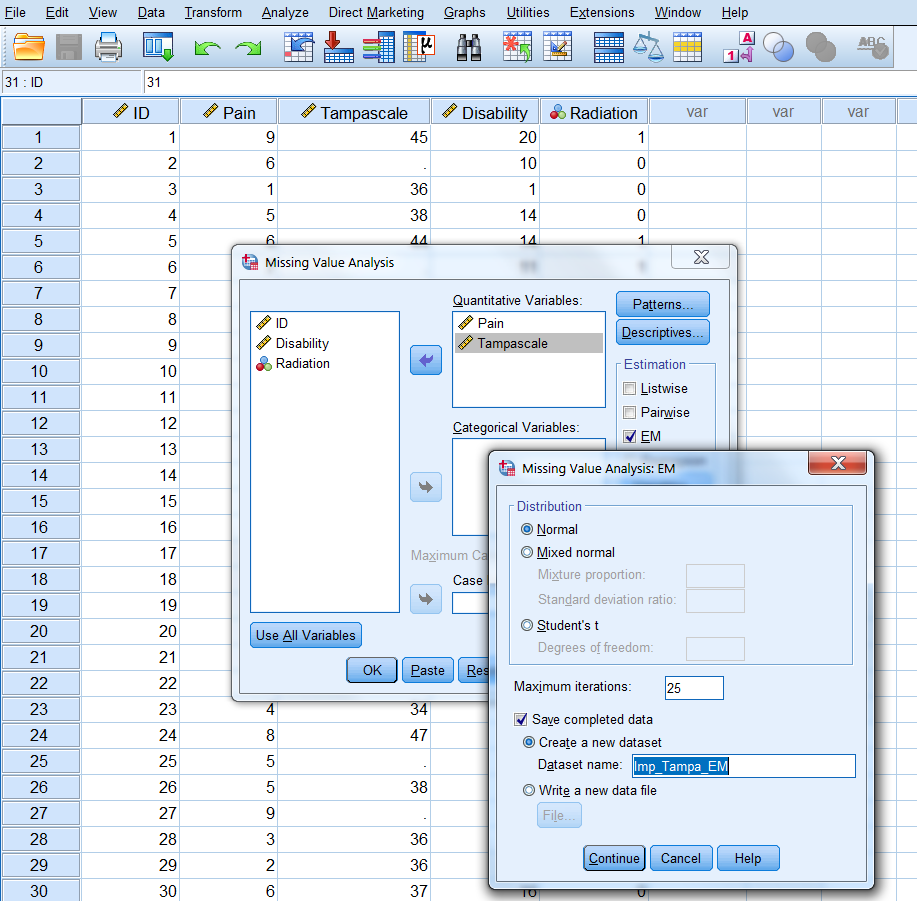 File Edit View Data Transform Analyze Direct Marketing Graphs Utilities Extensions Window Help
31 : ID 31
ID Pain Tampascale Disability Radiation var var var
1 1 9 45 20 1
2 2 6 . 10 0
3 3 1 36 1 0
4 4 5 38 14 0
5 5 6 44 14 1
6 6 11 1
7 7
8 8
9 9
10 10
11 11
12 12
13 13
14 14
15 15
16 16
17 17
18 18
19 19
20 20
21 21
22 22
23 23 4 34
24 24 8 47
25 25 5 .
26 26 5 38
27 27 9 .
28 28 3 36
29 29 2 36
30 30 6 37 16 0
Missing Value Analysis
ID
Disability
Radiation
Quantitative Variables:
Pain
Tampascale
Categorical Variables:
Maximum Ca
Case
Patterns...
Descriptives...
Estimation
Listwise
Pairwise
EM
Use All Variables
OK Paste Res
Missing Value Analysis: EM
Distribution
Normal
Mixed normal
Mixture proportion:
Standard deviation ratio:
Student's t
Degrees of freedom:
Maximum iterations: 25
Save completed data
Create a new dataset
Dataset name: Imp_Tampa_EM
Write a new data file
File...
Continue Cancel Help